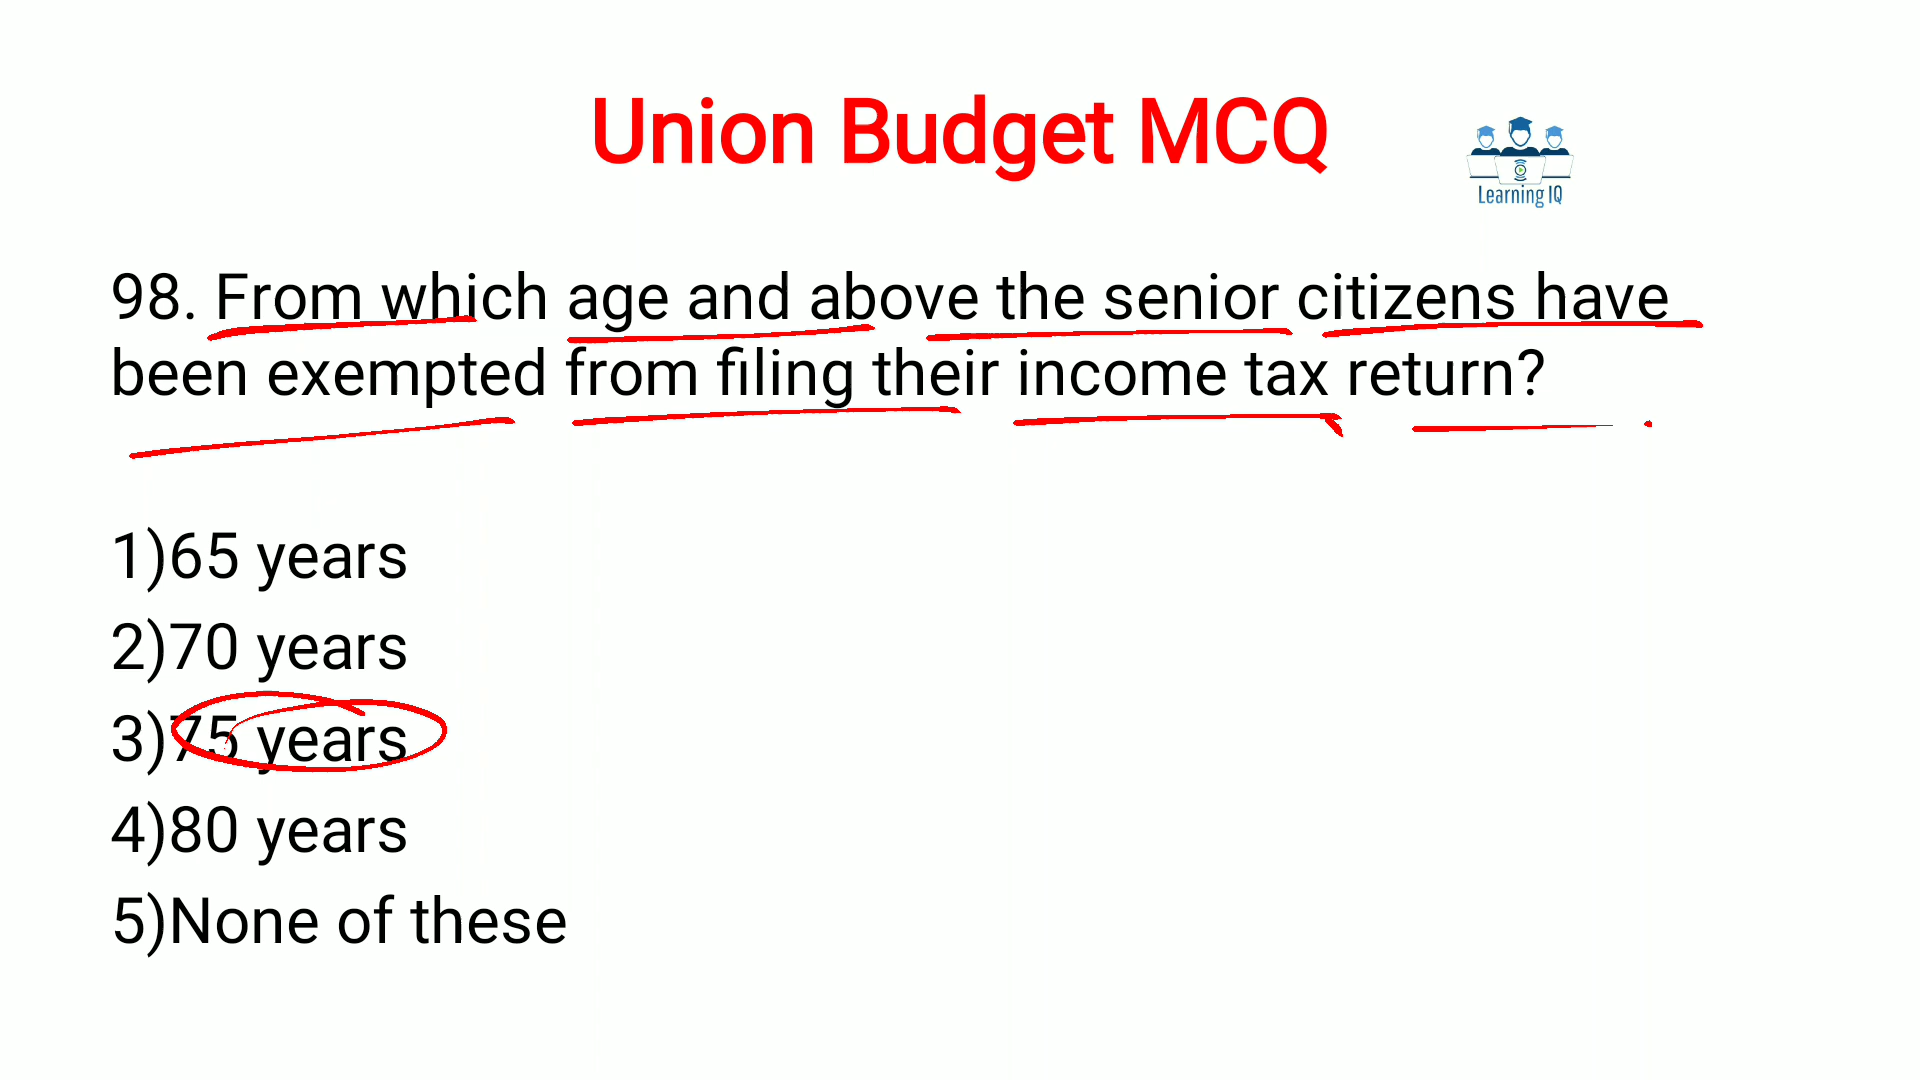 Union Budget MCQ
Learning IQ
98. From which age and above the senior citizens have
been exempted from filing their income tax return?
1)65 years
2)70 years
3)75 years
4)80 years
5)None of these